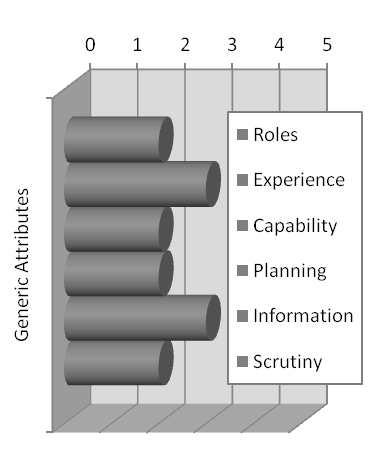 0 1 2 3 4 5
Roles
Experience
Capability
Planning
Information
Scrutiny
Generic Attributes